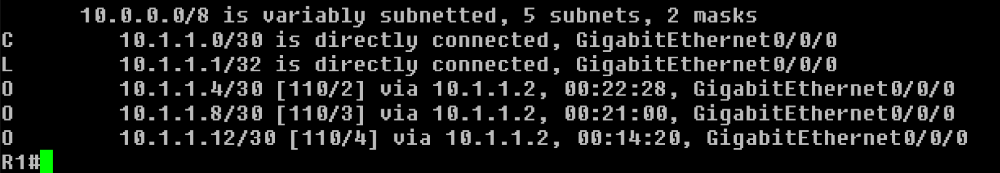 10.0.0.0/8 is variably subnetted, 5 subnets, 2 masks
C 10.1.1.0/30 is directly connected, GigabitEthernet0/0/0
L 10.1.1.1/32 is directly connected, GigabitEthernet0/0/0
O 10.1.1.4/30 [110/2] via 10.1.1.2, 00:22:28, GigabitEthernet0/0/0
O 10.1.1.8/30 [110/3] via 10.1.1.2, 00:21:00, GigabitEthernet0/0/0
O 10.1.1.12/30 [110/4] via 10.1.1.2, 00:14:20, GigabitEthernet0/0/0
R1#